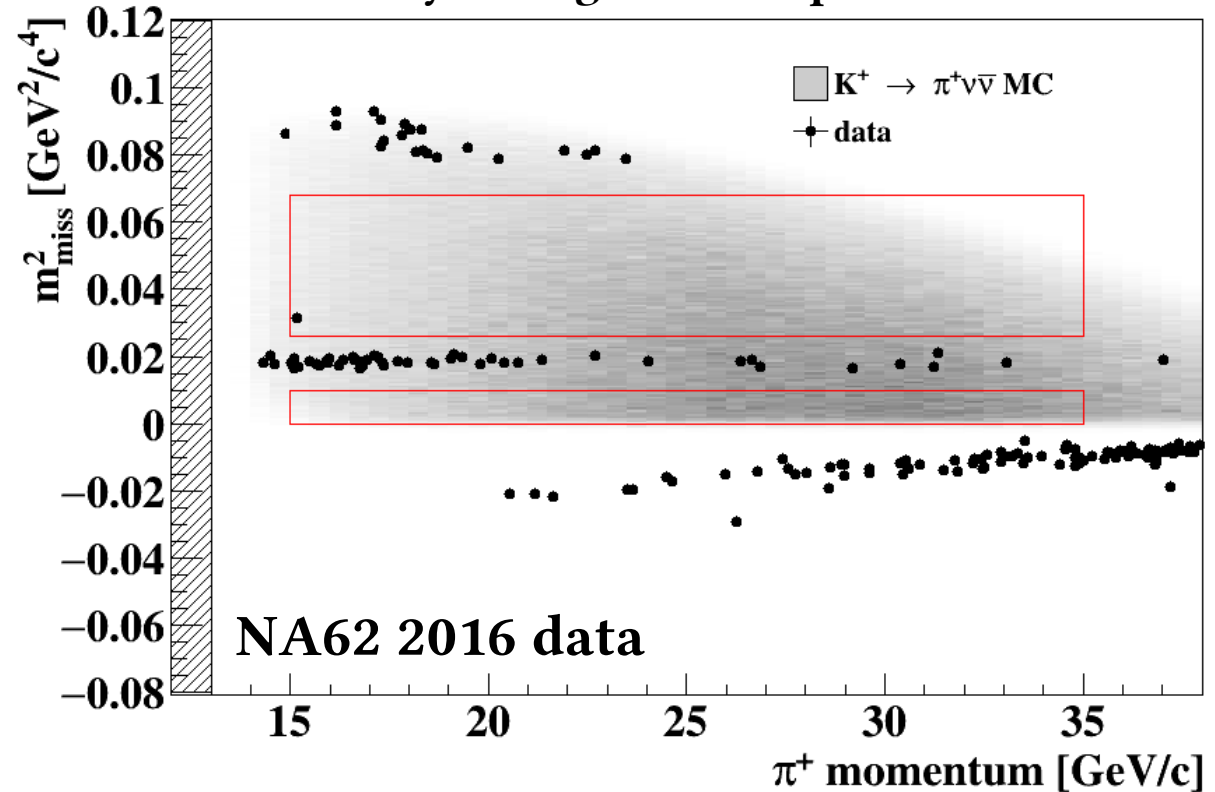 0.12
0.1
0.08
0.06
0.04
0.02
0
−0.02
−0.04
−0.06
−0.08
m²miss [GeV²/c⁴]
K⁺ → π⁺νν̅ MC
data
NA62 2016 data
15 20 25 30 35
π⁺ momentum [GeV/c]